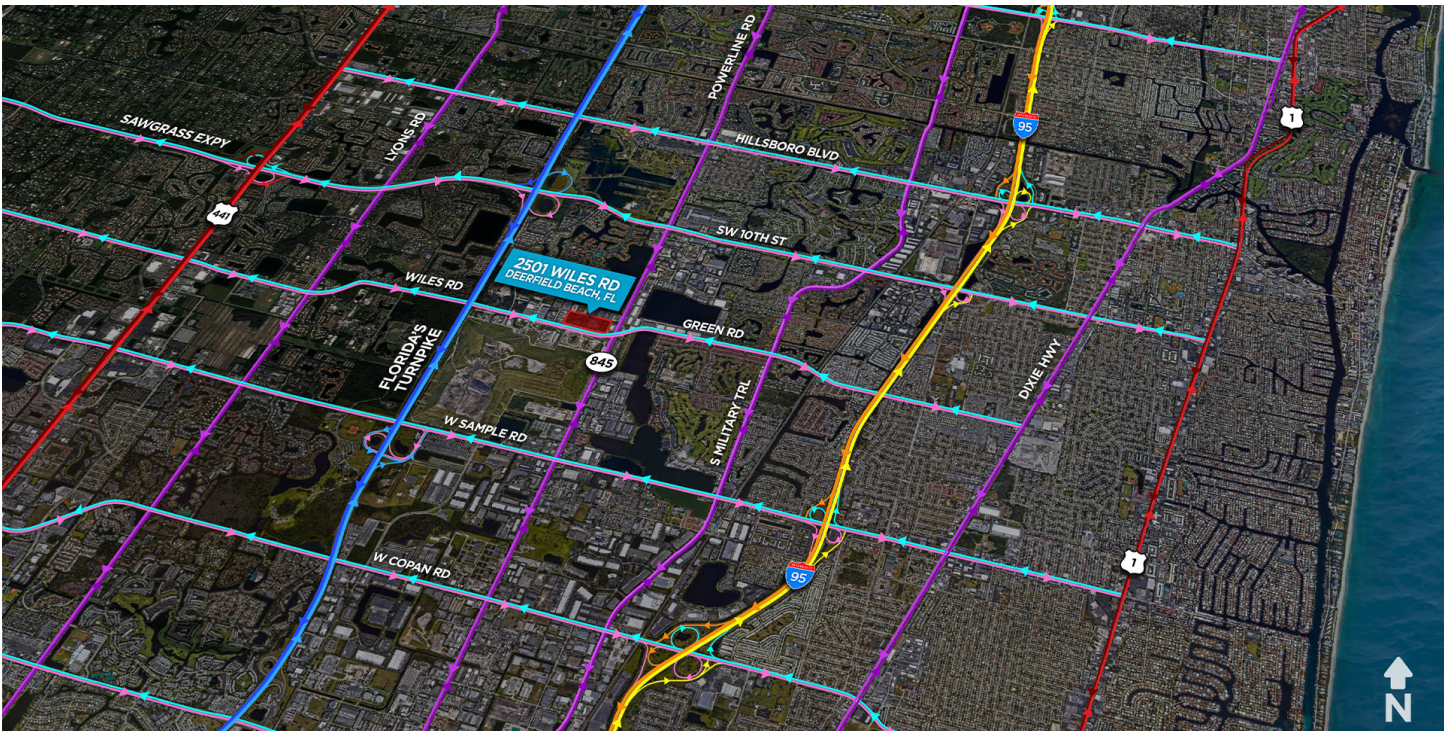 POWERLINE RD
1
95
SAWGRASS EXPY
LYONS RD
HILLSBORO BLVD
441
SW 10TH ST
2501 WILES RD
DEERFIELD BEACH, FL
WILES RD
GREEN RD
FLORIDA'S
TURNPIKE
845
DIXIE HWY
S MILITARY TRL
W SAMPLE RD
W COPAN RD
1
95
N